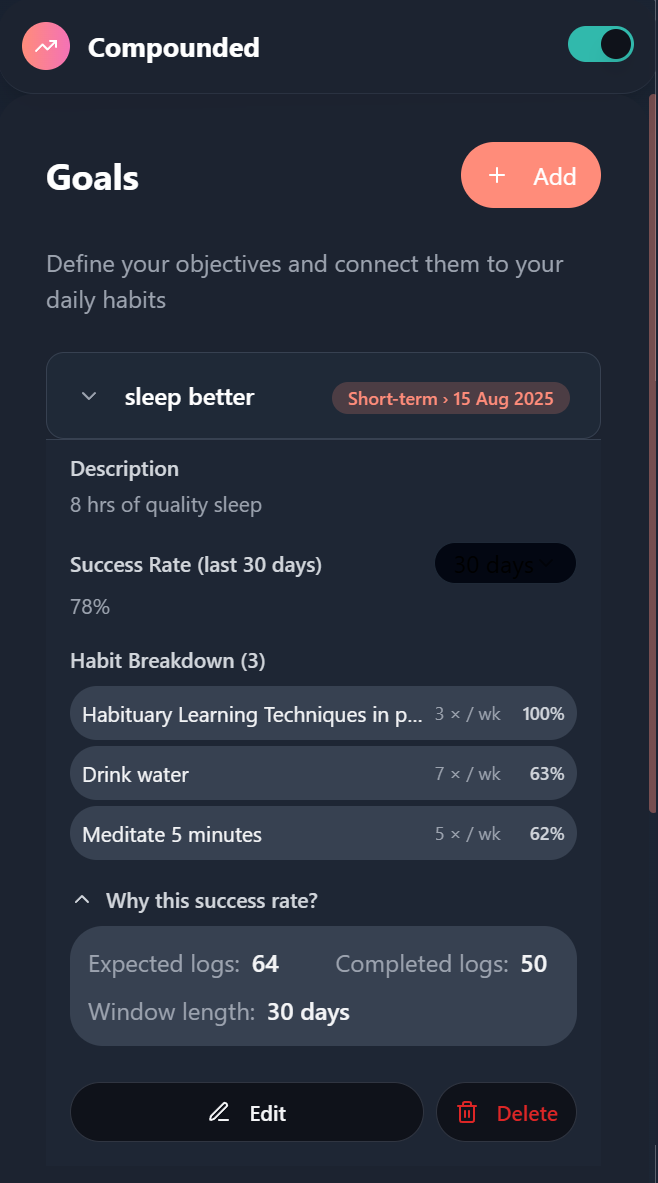 Compounded
Goals
+ Add
Define your objectives and connect them to your
daily habits
sleep better
Short-term › 15 Aug 2025
Description
8 hrs of quality sleep
Success Rate (last 30 days)
30 days
78%
Habit Breakdown (3)
Habituary Learning Techniques in p... 3 × / wk 100%
Drink water 7 × / wk 63%
Meditate 5 minutes 5 × / wk 62%
Why this success rate?
Expected logs: 64 Completed logs: 50
Window length: 30 days
Edit Delete